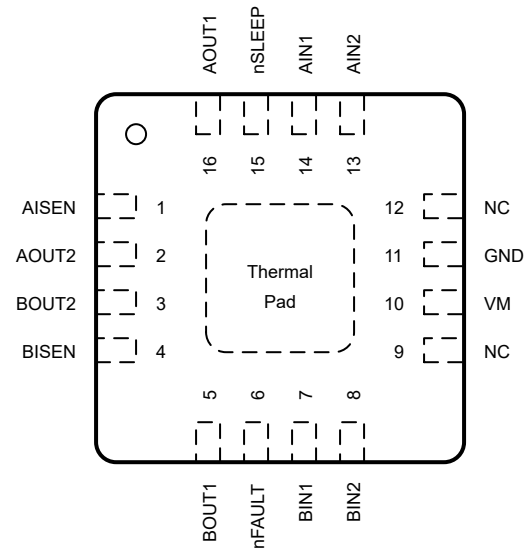 AOUT1
nSLEEP
AIN1
AIN2
16
15
14
13
AISEN 1
12 NC
AOUT2 2
11 GND
BOUT2 3
10 VM
BISEN 4
9 NC
Thermal
Pad
5
6
7
8
BOUT1
nFAULT
BIN1
BIN2